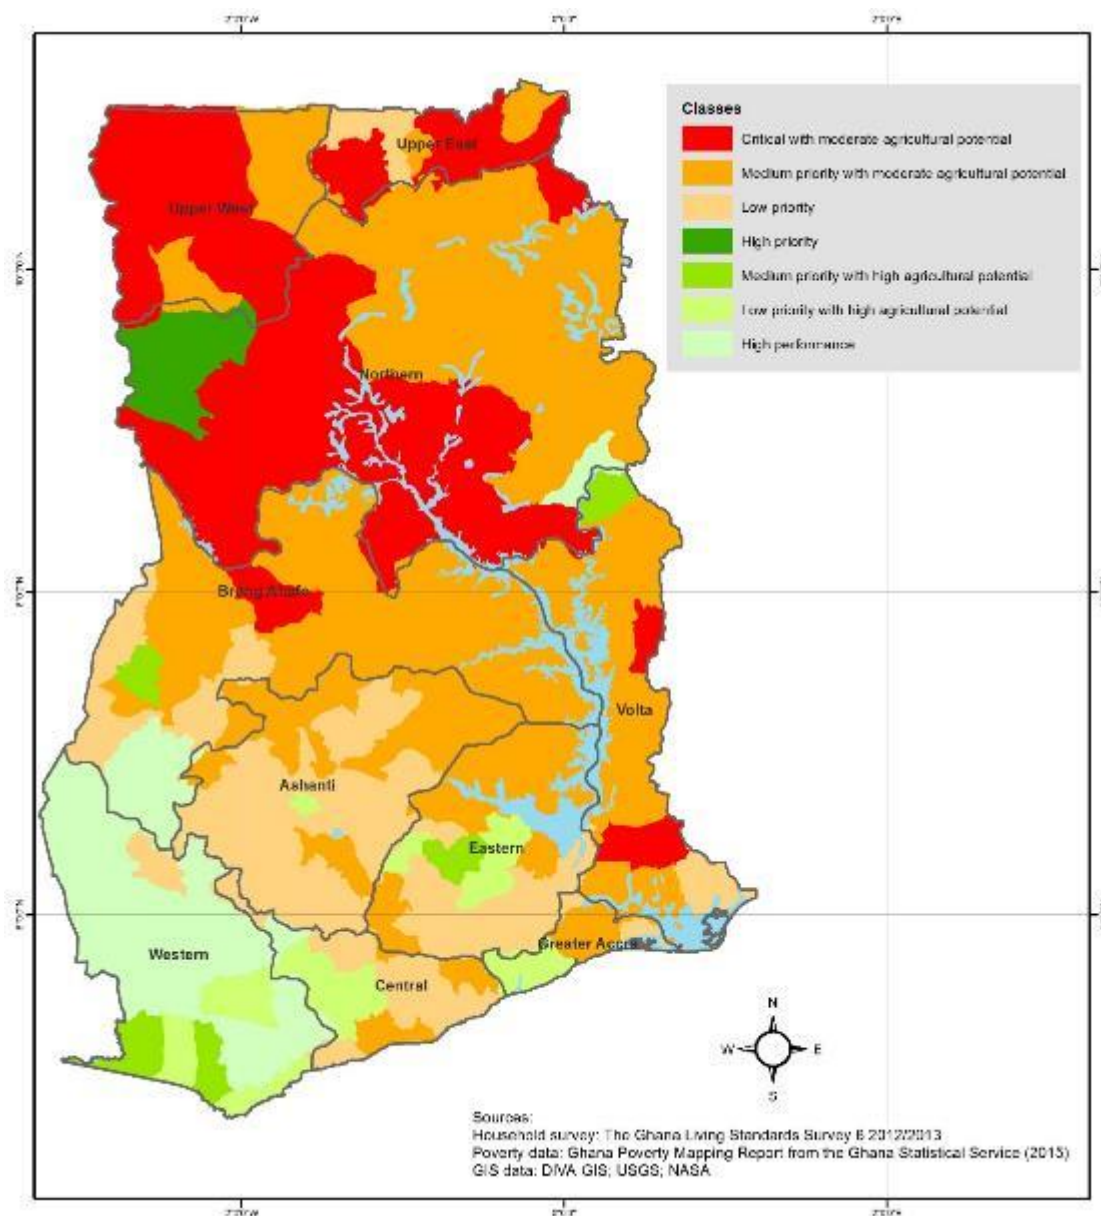 Classes
Critical with moderate agricultural potential
Medium priority with moderate agricultural potential
Low priority
High priority
Medium priority with high agricultural potential
Low priority with high agricultural potential
High performance
Upper East
Upper West
Northern
Brong Ahafo
Volta
Ashanti
Eastern
Greater Accra
Western
Central
N
W
E
S
Sources:
Household survey: The Ghana Living Standards Survey 6 2012/2013
Poverty data: Ghana Poverty Mapping Report from the Ghana Statistical Service (2015)
GIS data: DIVA GIS; USGS; NASA